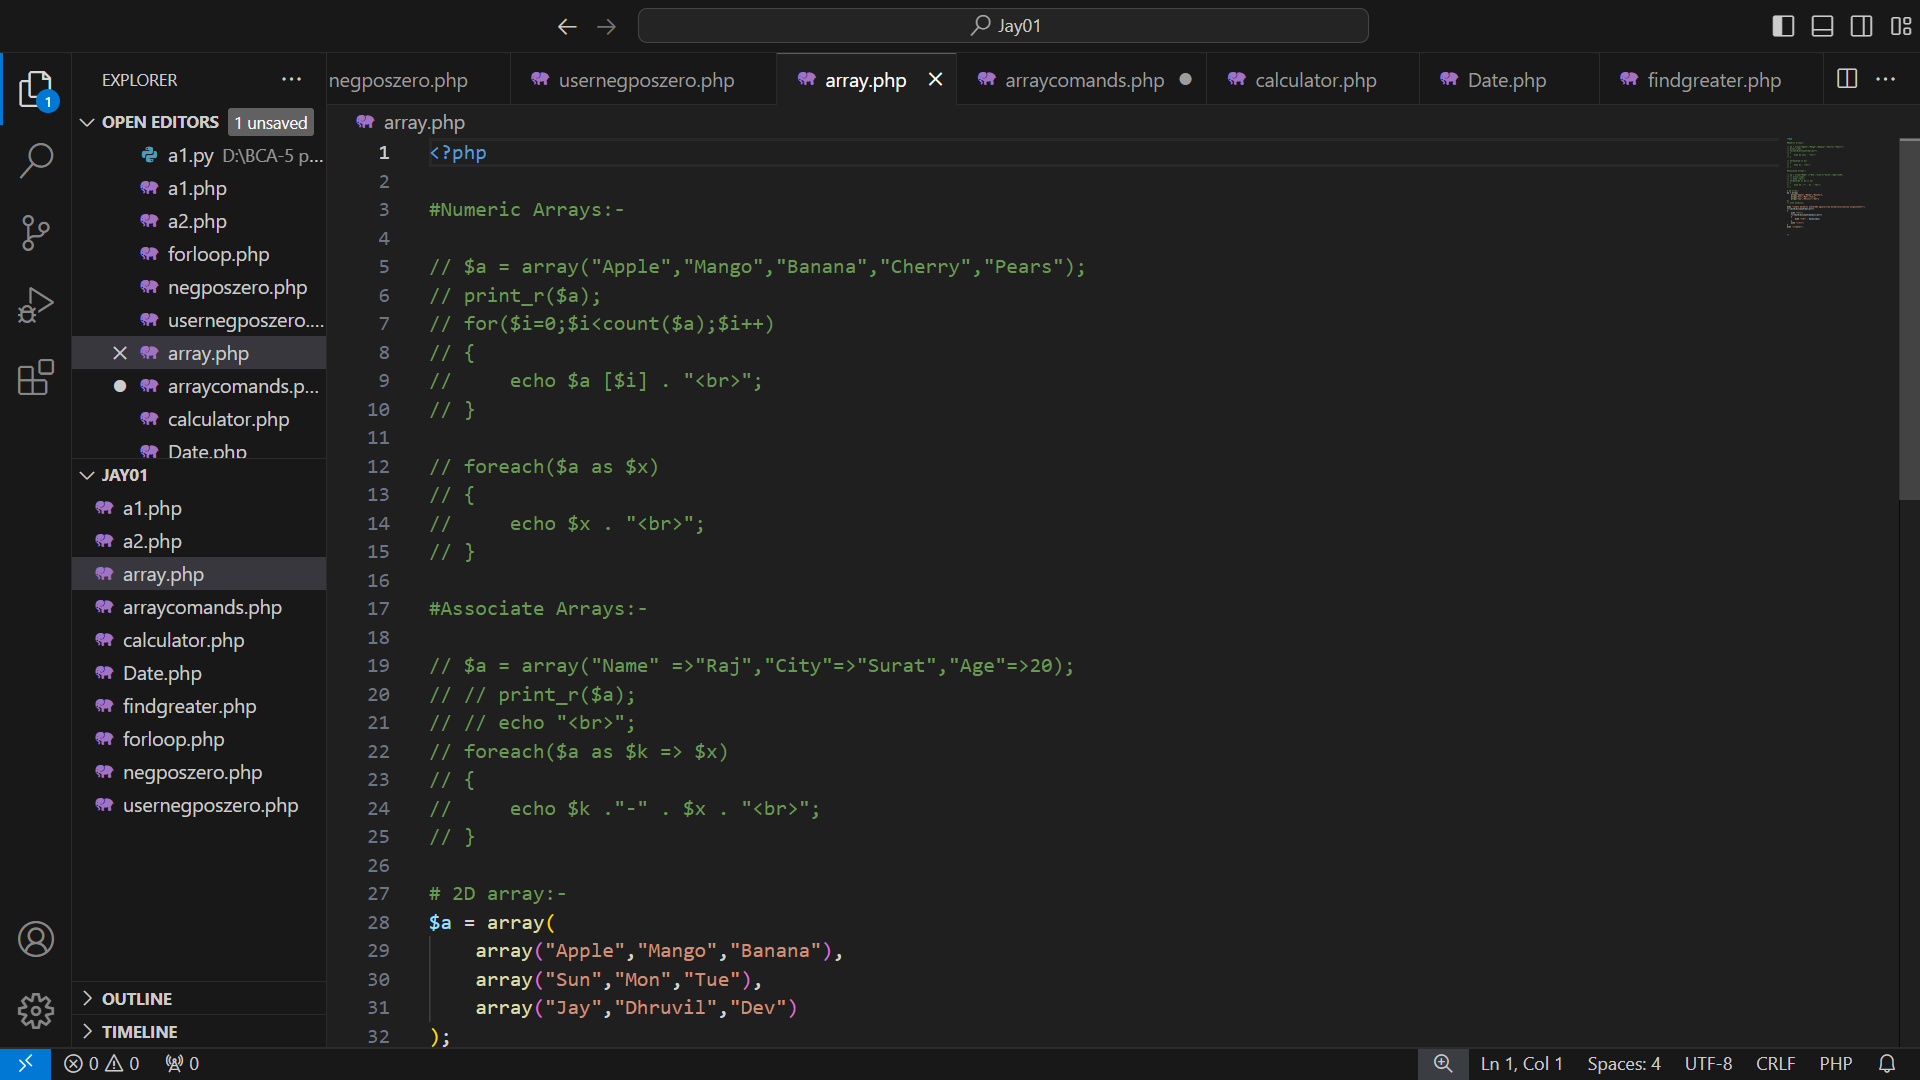 Jay01
EXPLORER
negposzero.php
usernegposzero.php
array.php
arraycomands.php
calculator.php
Date.php
findgreater.php
1
OPEN EDITORS
1 unsaved
a1.py D:\BCA-5 p...
a1.php
a2.php
forloop.php
negposzero.php
usernegposzero....
array.php
arraycomands.p...
calculator.php
Date.php
JAY01
a1.php
a2.php
array.php
arraycomands.php
calculator.php
Date.php
findgreater.php
forloop.php
negposzero.php
usernegposzero.php
OUTLINE
TIMELINE
array.php
1 <?php
2
3 #Numeric Arrays:-
4
5 // $a = array("Apple","Mango","Banana","Cherry","Pears");
6 // print_r($a);
7 // for($i=0;$i<count($a);$i++)
8 // {
9 //     echo $a [$i] . "<br>";
10 // }
11
12 // foreach($a as $x)
13 // {
14 //     echo $x . "<br>";
15 // }
16
17 #Associate Arrays:-
18
19 // $a = array("Name" =>"Raj","City"=>"Surat","Age"=>20);
20 // // print_r($a);
21 // // echo "<br>";
22 // foreach($a as $k => $x)
23 // {
24 //     echo $k ."-" . $x . "<br>";
25 // }
26
27 # 2D array:-
28 $a = array(
29     array("Apple","Mango","Banana"),
30     array("Sun","Mon","Tue"),
31     array("Jay","Dhruvil","Dev")
32 );
0 0 0
Ln 1, Col 1
Spaces: 4
UTF-8
CRLF
PHP